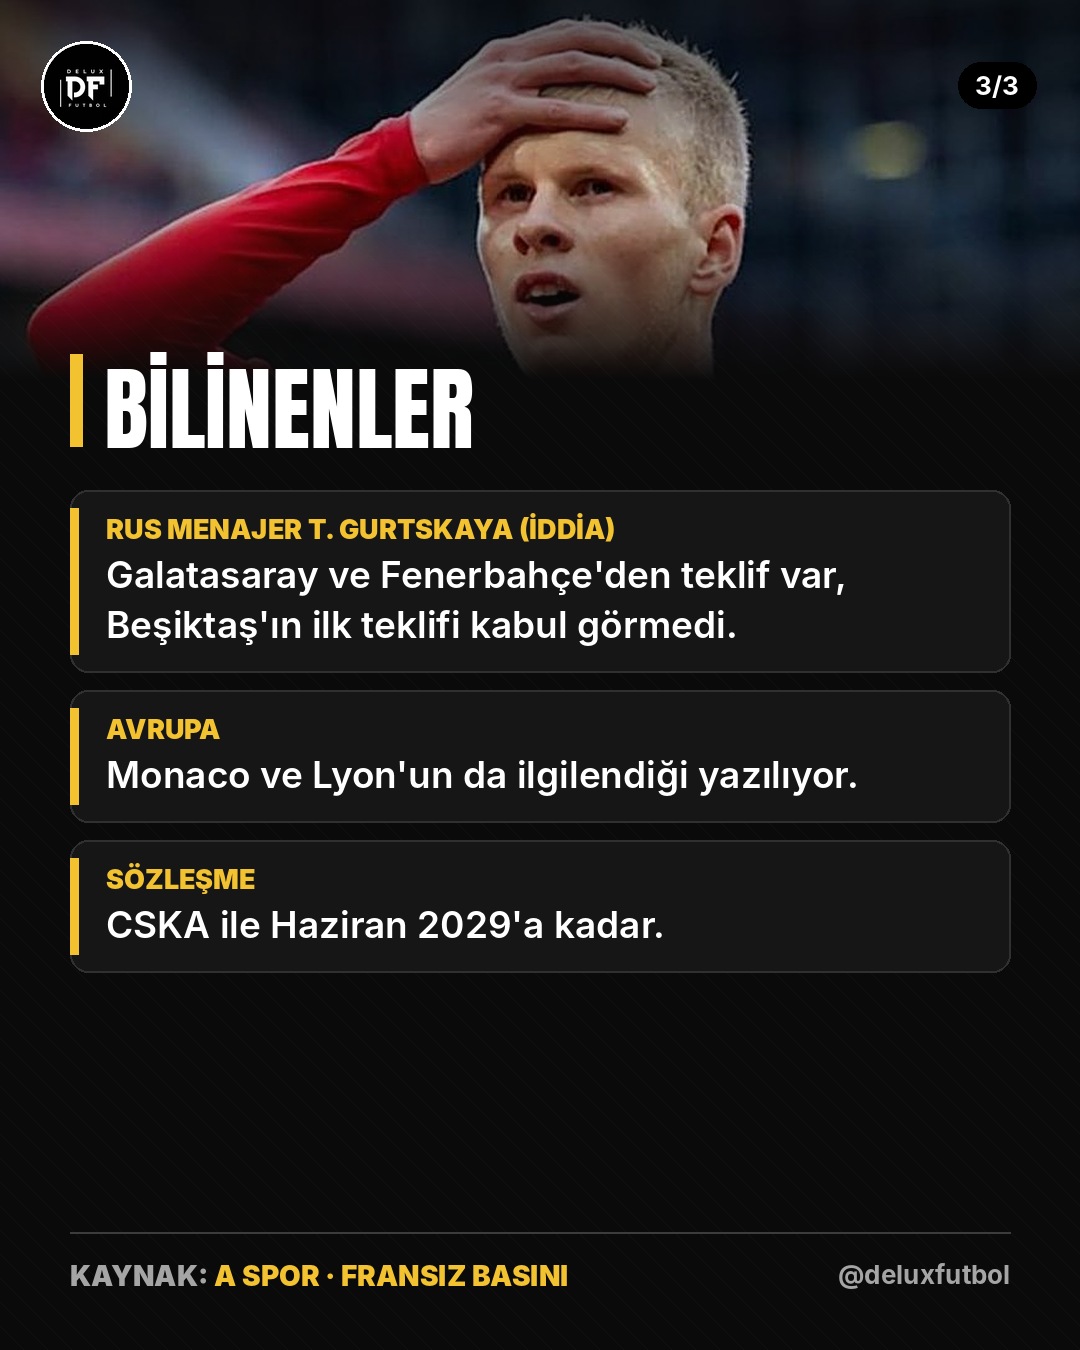 DELUX
DF
FUTBOL
3/3
BİLİNENLER
RUS MENAJER T. GURTSKAYA (İDDİA)
Galatasaray ve Fenerbahçe'den teklif var,
Beşiktaş'ın ilk teklifi kabul görmedi.
AVRUPA
Monaco ve Lyon'un da ilgilendiği yazılıyor.
SÖZLEŞME
CSKA ile Haziran 2029'a kadar.
KAYNAK: A SPOR · FRANSIZ BASINI
@deluxfutbol